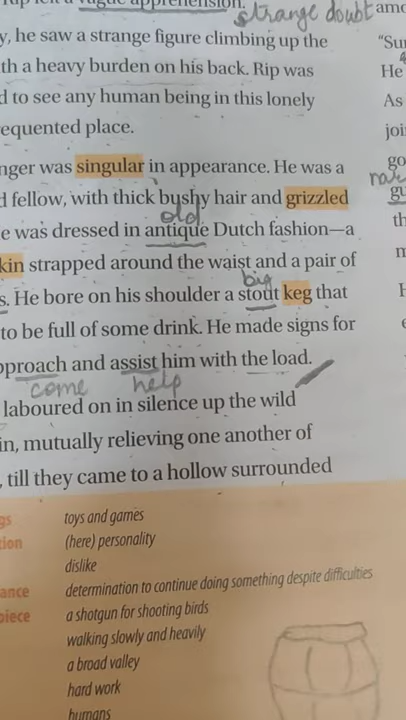 vague apprehension.
strange doubt
y, he saw a strange figure climbing up the
th a heavy burden on his back. Rip was
d to see any human being in this lonely
equented place.
nger was singular in appearance. He was a
d fellow, with thick bushy hair and grizzled
old
e was dressed in antique Dutch fashion—a
kin strapped around the waist and a pair of
big
s. He bore on his shoulder a stout keg that
to be full of some drink. He made signs for
pproach and assist him with the load.
come help
laboured on in silence up the wild
in, mutually relieving one another of
, till they came to a hollow surrounded
gs toys and games
tion (here) personality
dislike
ance determination to continue doing something despite difficulties
piece a shotgun for shooting birds
walking slowly and heavily
a broad valley
hard work
humans
amo
“Su
He
As
joi
go
gu
th
H